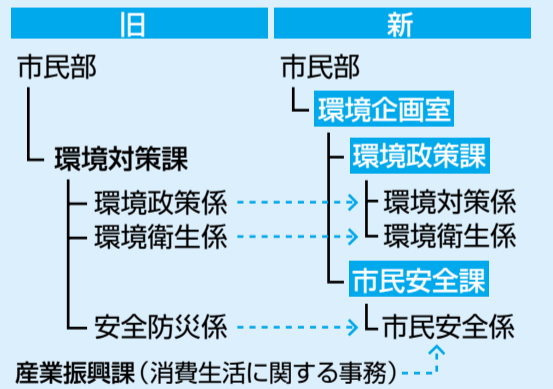 旧 新
市民部 市民部
環境企画室
環境対策課 環境政策課
環境政策係 環境対策係
環境衛生係 環境衛生係
市民安全課
安全防災係 市民安全係
産業振興課（消費生活に関する事務）